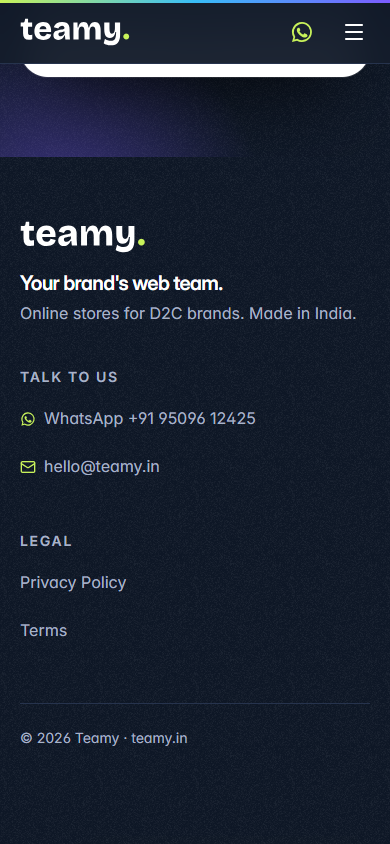 teamy.
teamy.
Your brand's web team.
Online stores for D2C brands. Made in India.
TALK TO US
WhatsApp +91 95096 12425
hello@teamy.in
LEGAL
Privacy Policy
Terms
© 2026 Teamy · teamy.in